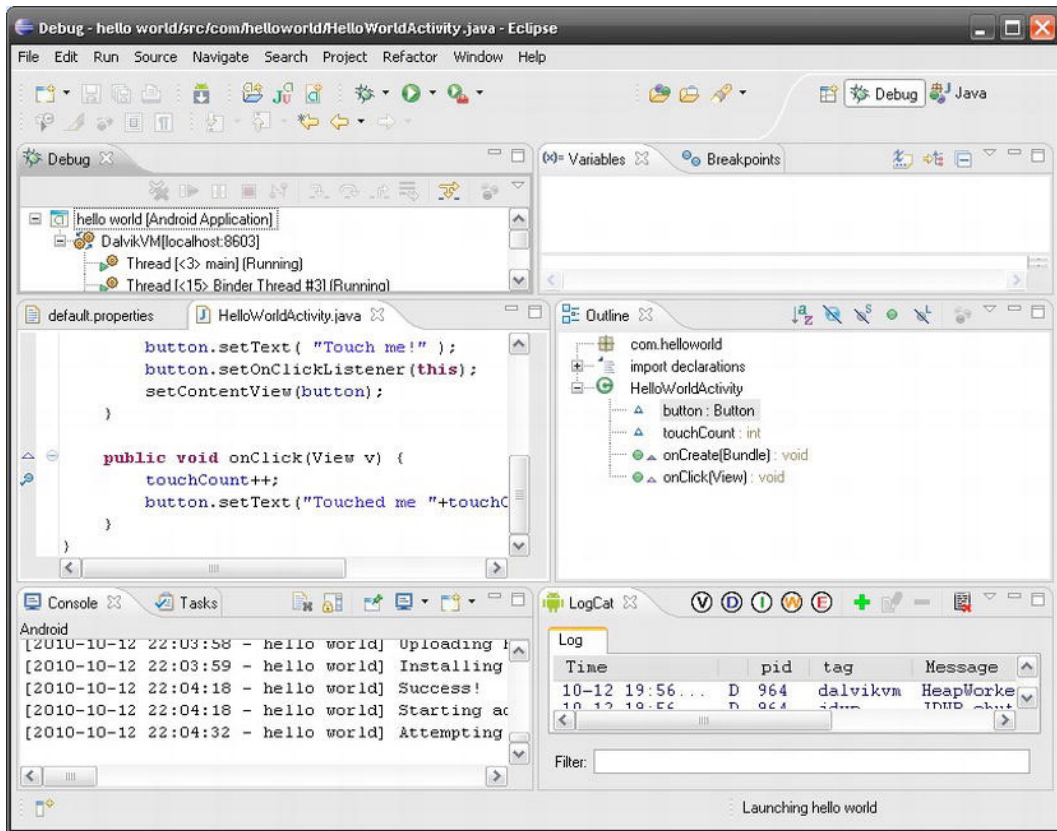 Debug - hello world/src/com/helloworld/HelloWorldActivity.java - Eclipse
File Edit Run Source Navigate Search Project Refactor Window Help
Debug Java
Debug
hello world [Android Application]
DalvikVM[localhost:8603]
Thread [<3> main] (Running)
Thread [<15> Binder Thread #3] (Running)
(x)= Variables Breakpoints
default.properties HelloWorldActivity.java
button.setText( "Touch me!" );
button.setOnClickListener(this);
setContentView(button);
}
public void onClick(View v) {
touchCount++;
button.setText("Touched me "+touchC
}
}
Outline
com.helloworld
import declarations
HelloWorldActivity
button : Button
touchCount : int
onCreate(Bundle) : void
onClick(View) : void
Console Tasks
Android
[2010-10-12 22:03:58 - hello world] Uploading
[2010-10-12 22:03:59 - hello world] Installing
[2010-10-12 22:04:18 - hello world] Success!
[2010-10-12 22:04:18 - hello world] Starting ac
[2010-10-12 22:04:32 - hello world] Attempting
LogCat V D I W E
Log
Time pid tag Message
10-12 19:56... D 964 dalvikvm HeapWorke
10-12 19:56... D 964 jdwp
Filter:
Launching hello world